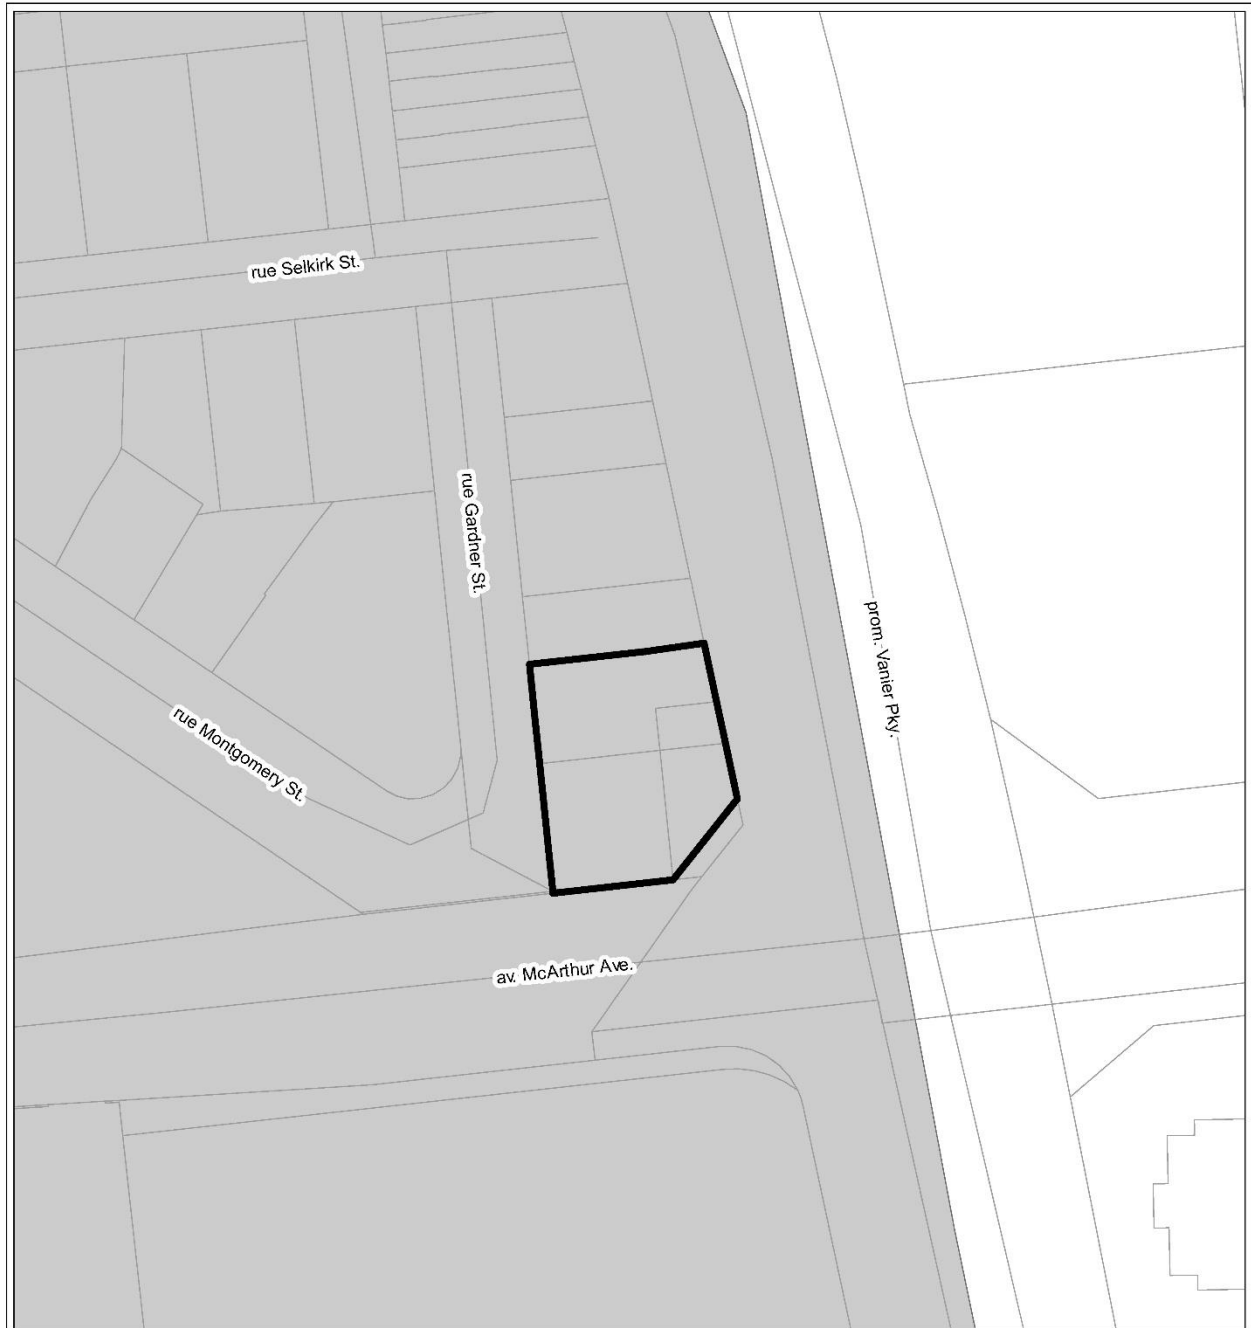 rue Selkirk St.
rue Gardner St.
prom. Vanier Pky.
rue Montgomery St.
av. McArthur Ave.